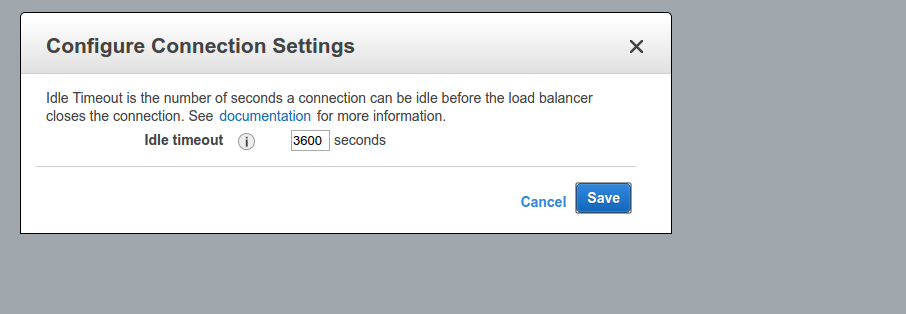 Configure Connection Settings
Idle Timeout is the number of seconds a connection can be idle before the load balancer
closes the connection. See documentation for more information.
Idle timeout i 3600 seconds
Cancel Save